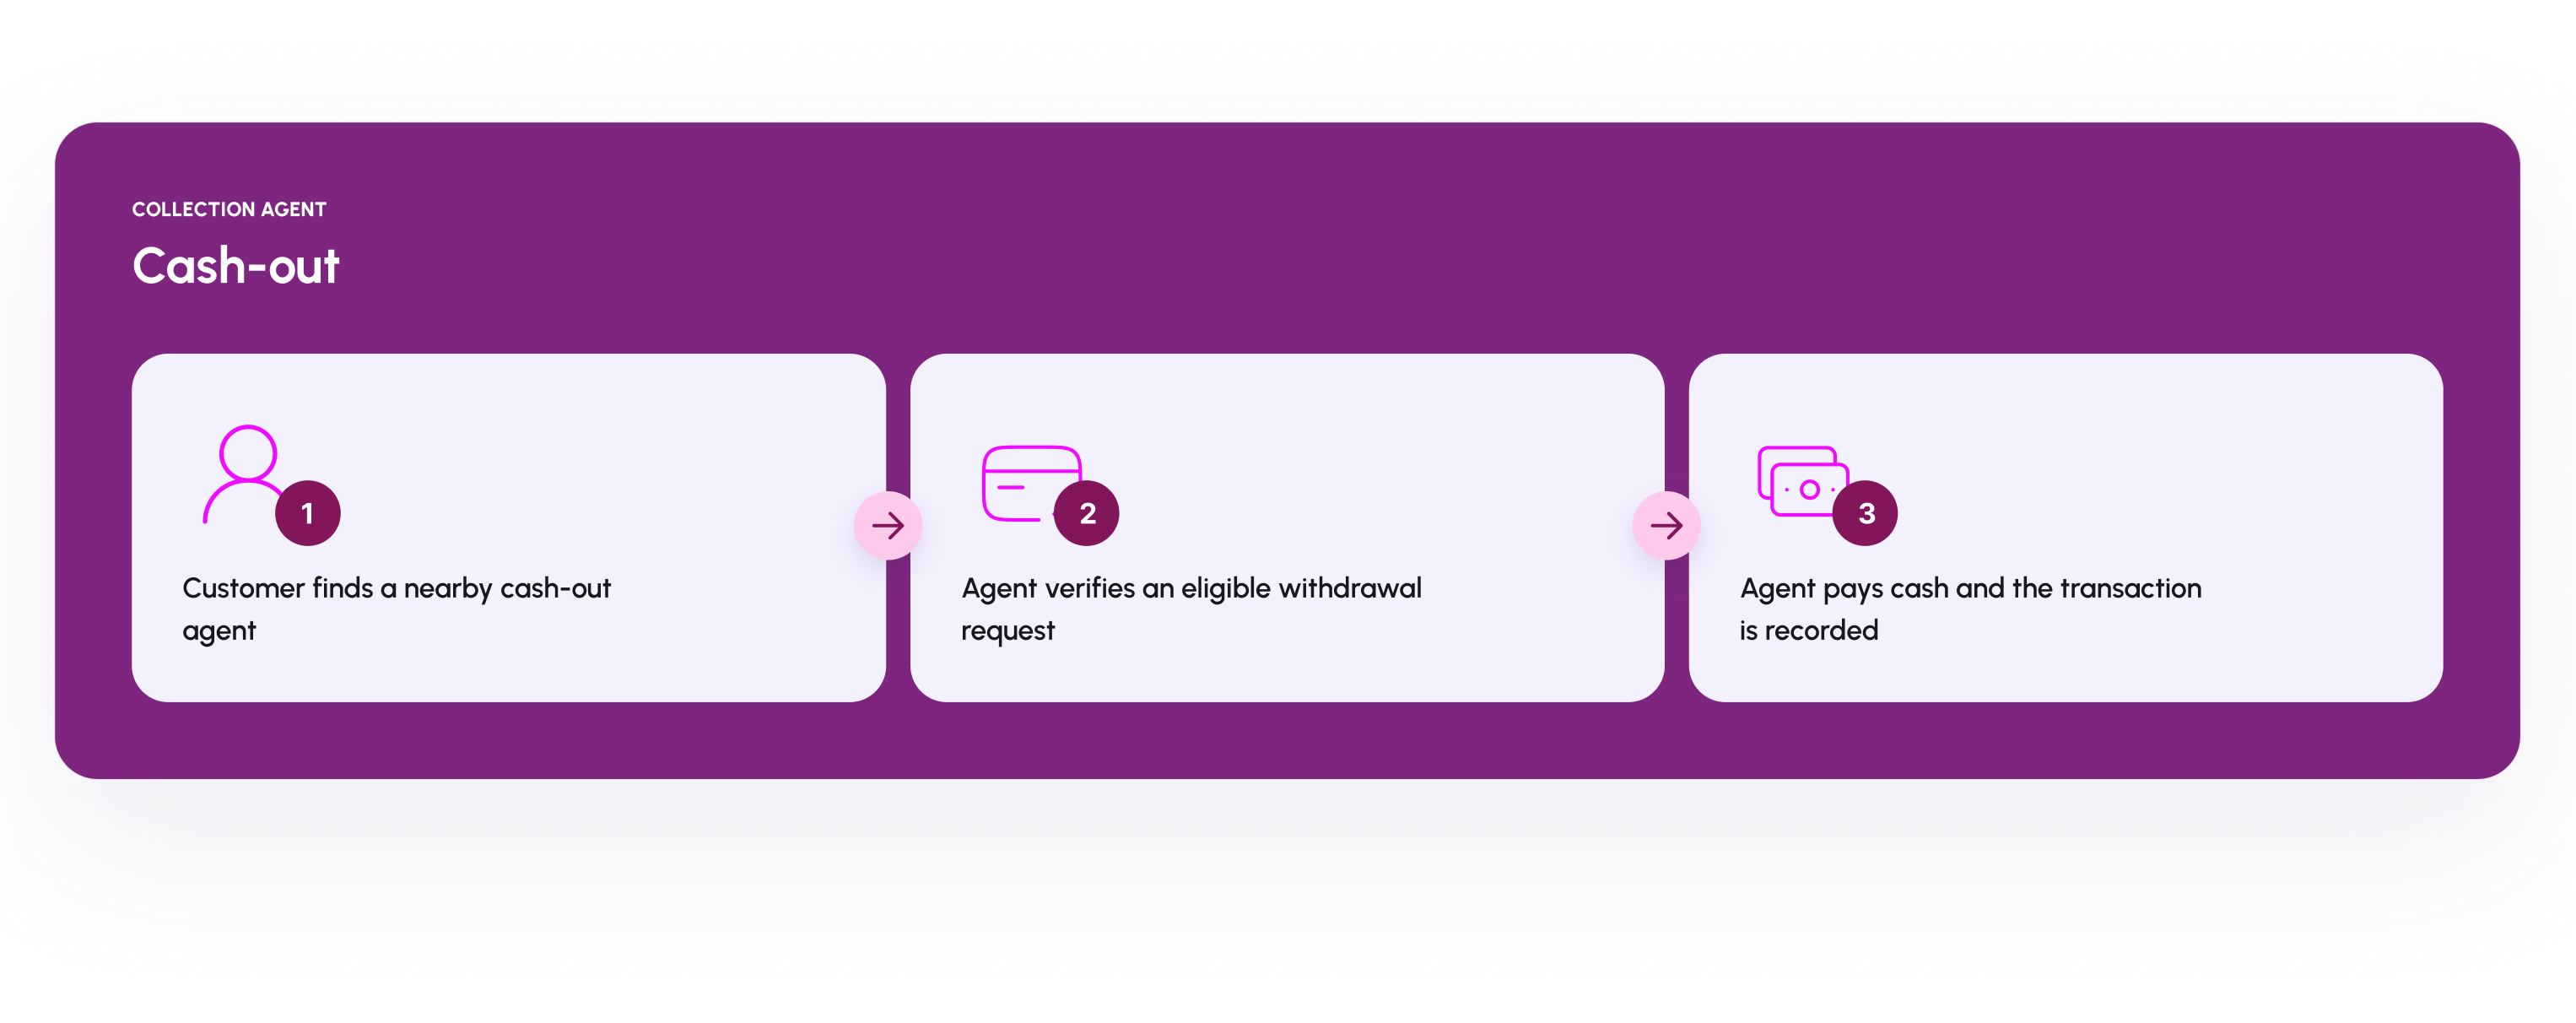 COLLECTION AGENT
Cash-out
1
Customer finds a nearby cash-out
agent
2
Agent verifies an eligible withdrawal
request
3
Agent pays cash and the transaction
is recorded